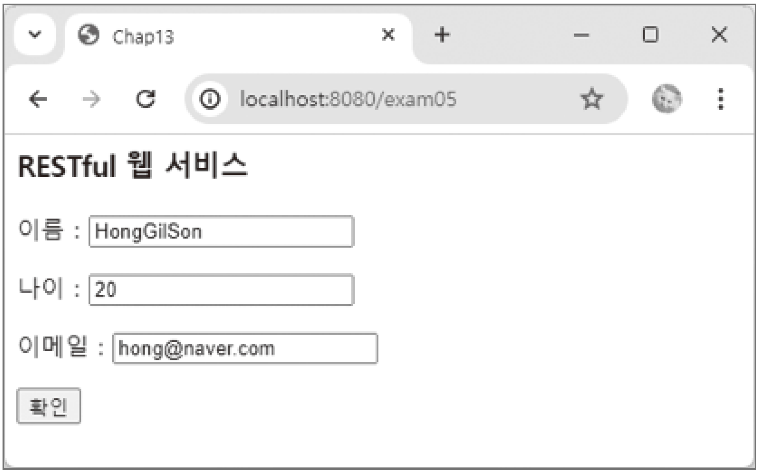 Chap13
localhost:8080/exam05
RESTful 웹 서비스
이름 : HongGilSon
나이 : 20
이메일 : hong@naver.com
확인